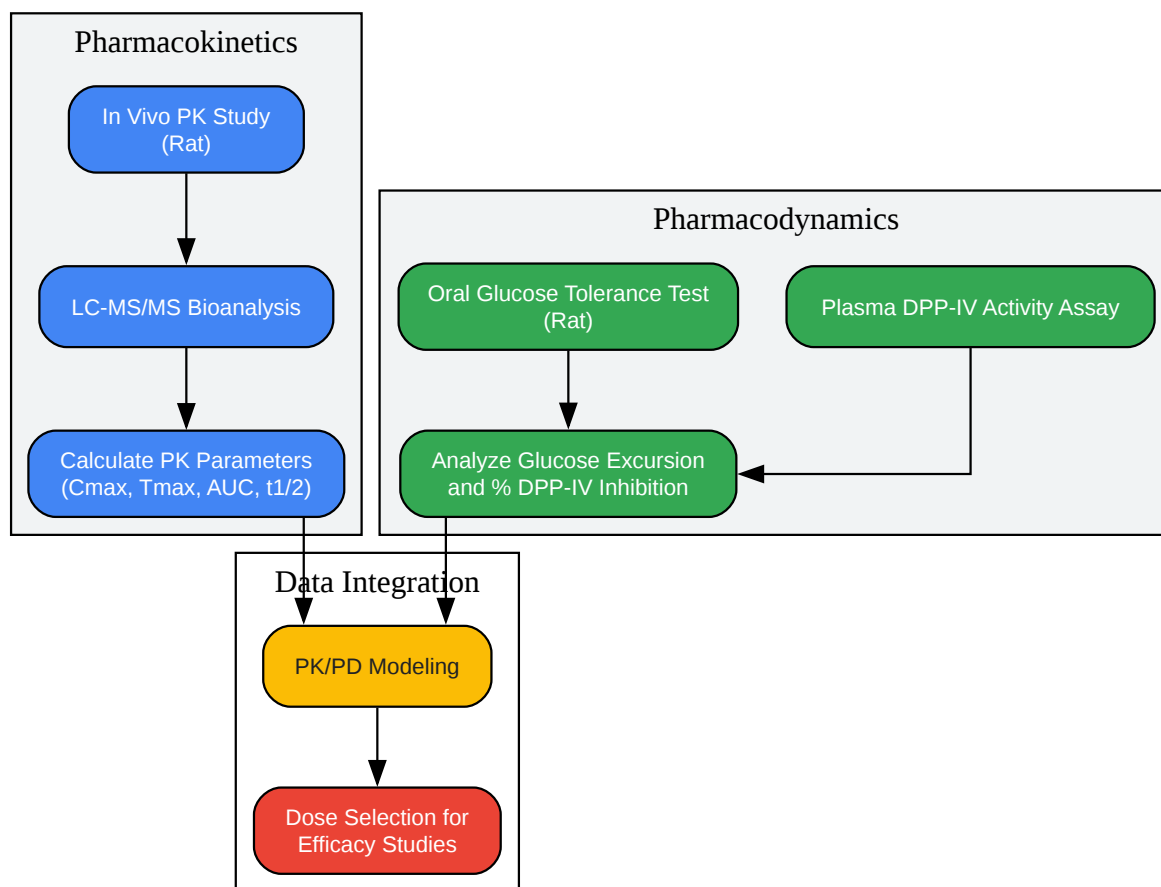 Pharmacokinetics
In Vivo PK Study
(Rat)
LC-MS/MS Bioanalysis
Calculate PK Parameters
(Cmax, Tmax, AUC, t1/2)
Pharmacodynamics
Oral Glucose Tolerance Test
(Rat)
Plasma DPP-IV Activity Assay
Analyze Glucose Excursion
and % DPP-IV Inhibition
Data Integration
PK/PD Modeling
Dose Selection for
Efficacy Studies